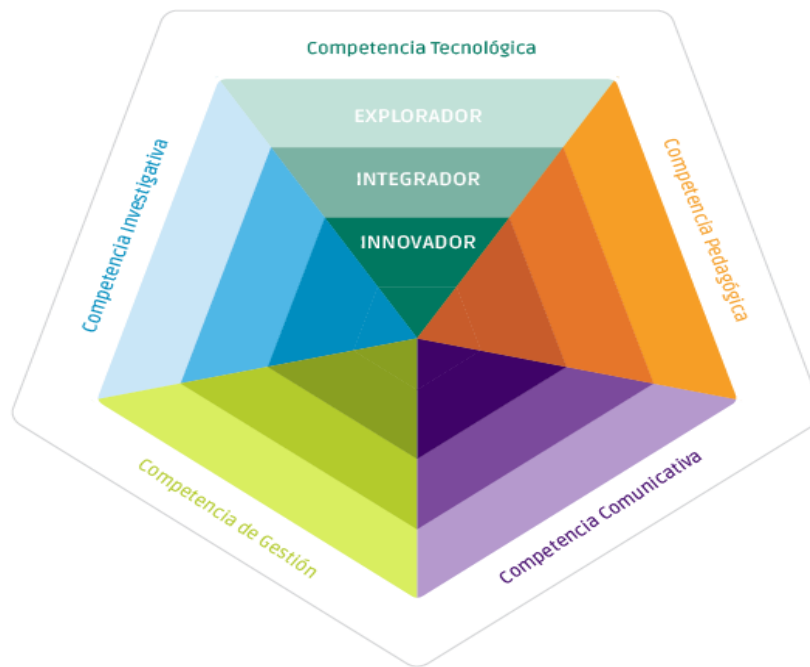 Competencia Tecnológica
EXPLORADOR
INTEGRADOR
INNOVADOR
Competencia Investigativa
Competencia Pedagógica
Competencia de Gestión
Competencia Comunicativa